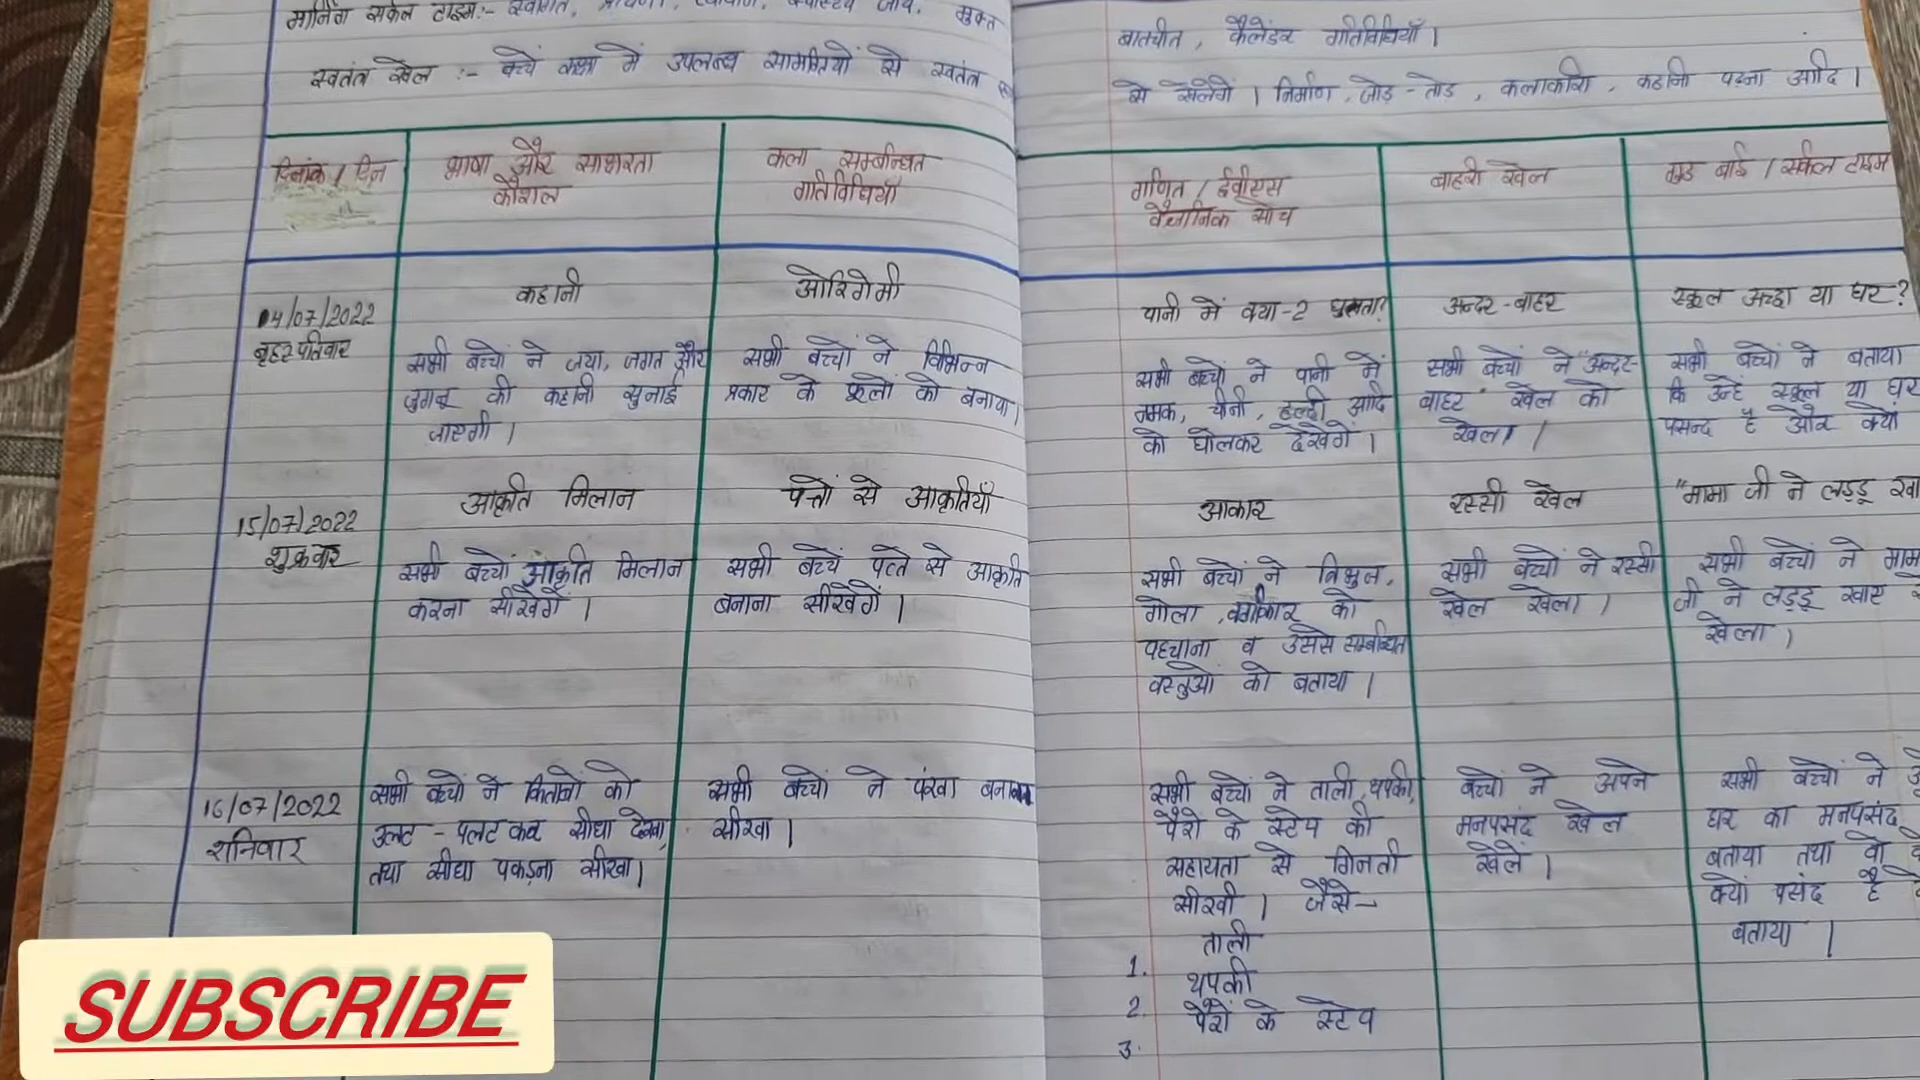 मॉर्निंग सर्कल टाइम:- स्वागत, प्रार्थना, व्यायाम, स्वास्थ्य जांच, मुक्त
बातचीत, कैलेंडर गतिविधियाँ।
स्वतंत्र खेल :- बच्चें कक्षा में उपलब्ध सामग्रियों से स्वतंत्र
से खेलेगें। निर्माण, जोड़-तोड़, कलाकारी, कहानि पढ़ना आदि।
दिनांक/दिन
भाषा और साक्षरता
कौशल
कला सम्बन्धित
गतिविधियाँ
गणित / ईवीएस
वैज्ञानिक सोच
बाहरी खेल
गुड बाई / सर्कल टाइम
14/07/2022
बृहस्पतिवार
कहानी
सभी बच्चों ने जया, जगत और
जुगनू की कहानी सुनाई
जाएगी।
ओरिगेमी
सभी बच्चों ने विभिन्न
प्रकार के फूलों को बनाया।
पानी में क्या-2 घुलता?
सभी बच्चों ने पानी में
नमक, चीनी, हल्दी आदि
को घोलकर देखेगें।
अन्दर-बाहर
सभी बच्चों ने "अन्दर-
बाहर" खेल को
खेला।
स्कूल अच्छा या घर?
सभी बच्चों ने बताया
कि उन्हें स्कूल या घर
पसन्द है और क्यों
15/07/2022
शुक्रवार
आकृति मिलान
सभी बच्चों आकृति मिलान
करना सीखेगें।
पत्तों से आकृतियाँ
सभी बच्चें पत्ते से आकृति
बनाना सीखेगें।
आकार
सभी बच्चों ने त्रिभुज,
गोला, वर्गाकार को
पहचाना व उससे सम्बन्धित
वस्तुओं को बताया।
रस्सी खेल
सभी बच्चों ने रस्सी
खेल खेला।
"मामा जी ने लड्डू
सभी बच्चों ने
जी ने लड्डू खाए
खेला।
16/07/2022
शनिवार
सभी बच्चों ने किताबों को
उलट-पलट कर सीधा देखा,
तथा सीधा पकड़ना सीखा।
सभी बच्चों ने पंखा बनाना
सीखा।
सभी बच्चों ने ताली, थपकी,
पैरो के स्टेप की
सहायता से गिनती
सीखी। जैसे-
1. ताली
2. थपकी
3. पैरों के स्टेप
बच्चों ने अपने
मनपसंद खेल
खेलें।
सभी बच्चों ने
घर का मनपसंद
बताया तथा वो
क्यों पसंद है
बताया।
SUBSCRIBE